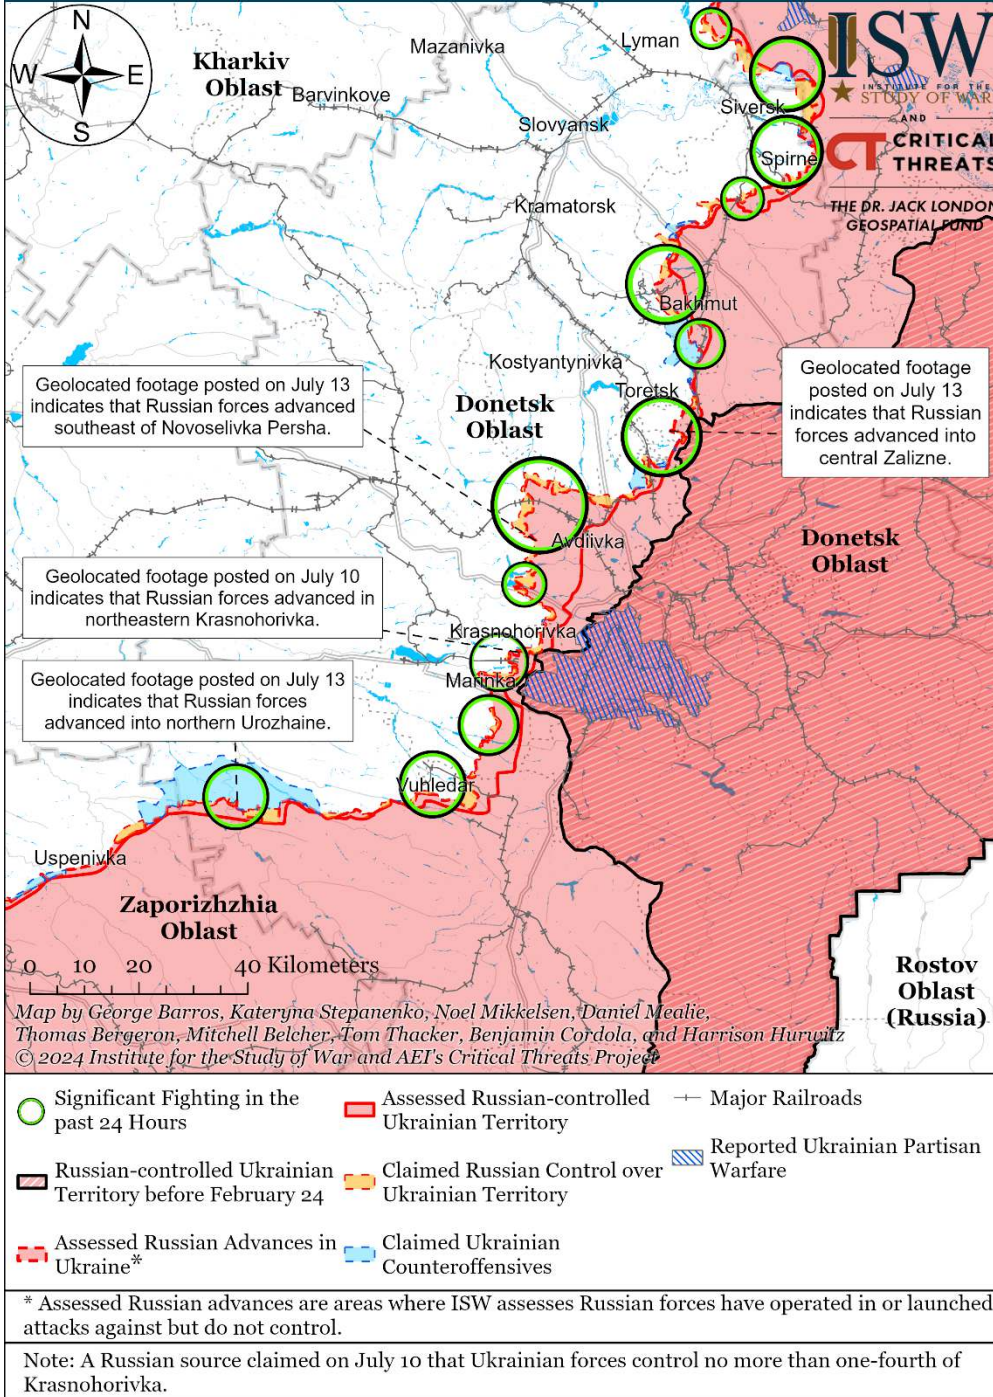 N
W E
S
Kharkiv
Oblast
Mazanivka
Lyman
Barvinkove
Slovyansk
Siversk
Spirne
Kramatorsk
ISW
INSTITUTE FOR THE
STUDY OF WAR
AND
CT CRITICAL
THREATS
THE DR. JACK LONDON
GEOSPATIAL FUND
Bakhmut
Kostyantynivka
Toretsk
Donetsk
Oblast
Geolocated footage posted on July 13
indicates that Russian forces advanced
southeast of Novoselivka Persha.
Geolocated footage
posted on July 13
indicates that Russian
forces advanced into
central Zalizne.
Avdiivka
Donetsk
Oblast
Geolocated footage posted on July 10
indicates that Russian forces advanced in
northeastern Krasnohorivka.
Krasnohorivka
Marinka
Geolocated footage posted on July 13
indicates that Russian forces
advanced into northern Urozhaine.
Vuhledar
Uspenivka
Zaporizhzhia
Oblast
Rostov
Oblast
(Russia)
0 10 20 40 Kilometers
Map by George Barros, Kateryna Stepanenko, Noel Mikkelsen, Daniel Mealie,
Thomas Bergeron, Mitchell Belcher, Tom Thacker, Benjamin Cordola, and Harrison Hurwitz
© 2024 Institute for the Study of War and AEI's Critical Threats Project
Significant Fighting in the
past 24 Hours
Russian-controlled Ukrainian
Territory before February 24
Assessed Russian Advances in
Ukraine*
Assessed Russian-controlled
Ukrainian Territory
Claimed Russian Control over
Ukrainian Territory
Claimed Ukrainian
Counteroffensives
Major Railroads
Reported Ukrainian Partisan
Warfare
* Assessed Russian advances are areas where ISW assesses Russian forces have operated in or launched
attacks against but do not control.
Note: A Russian source claimed on July 10 that Ukrainian forces control no more than one-fourth of
Krasnohorivka.